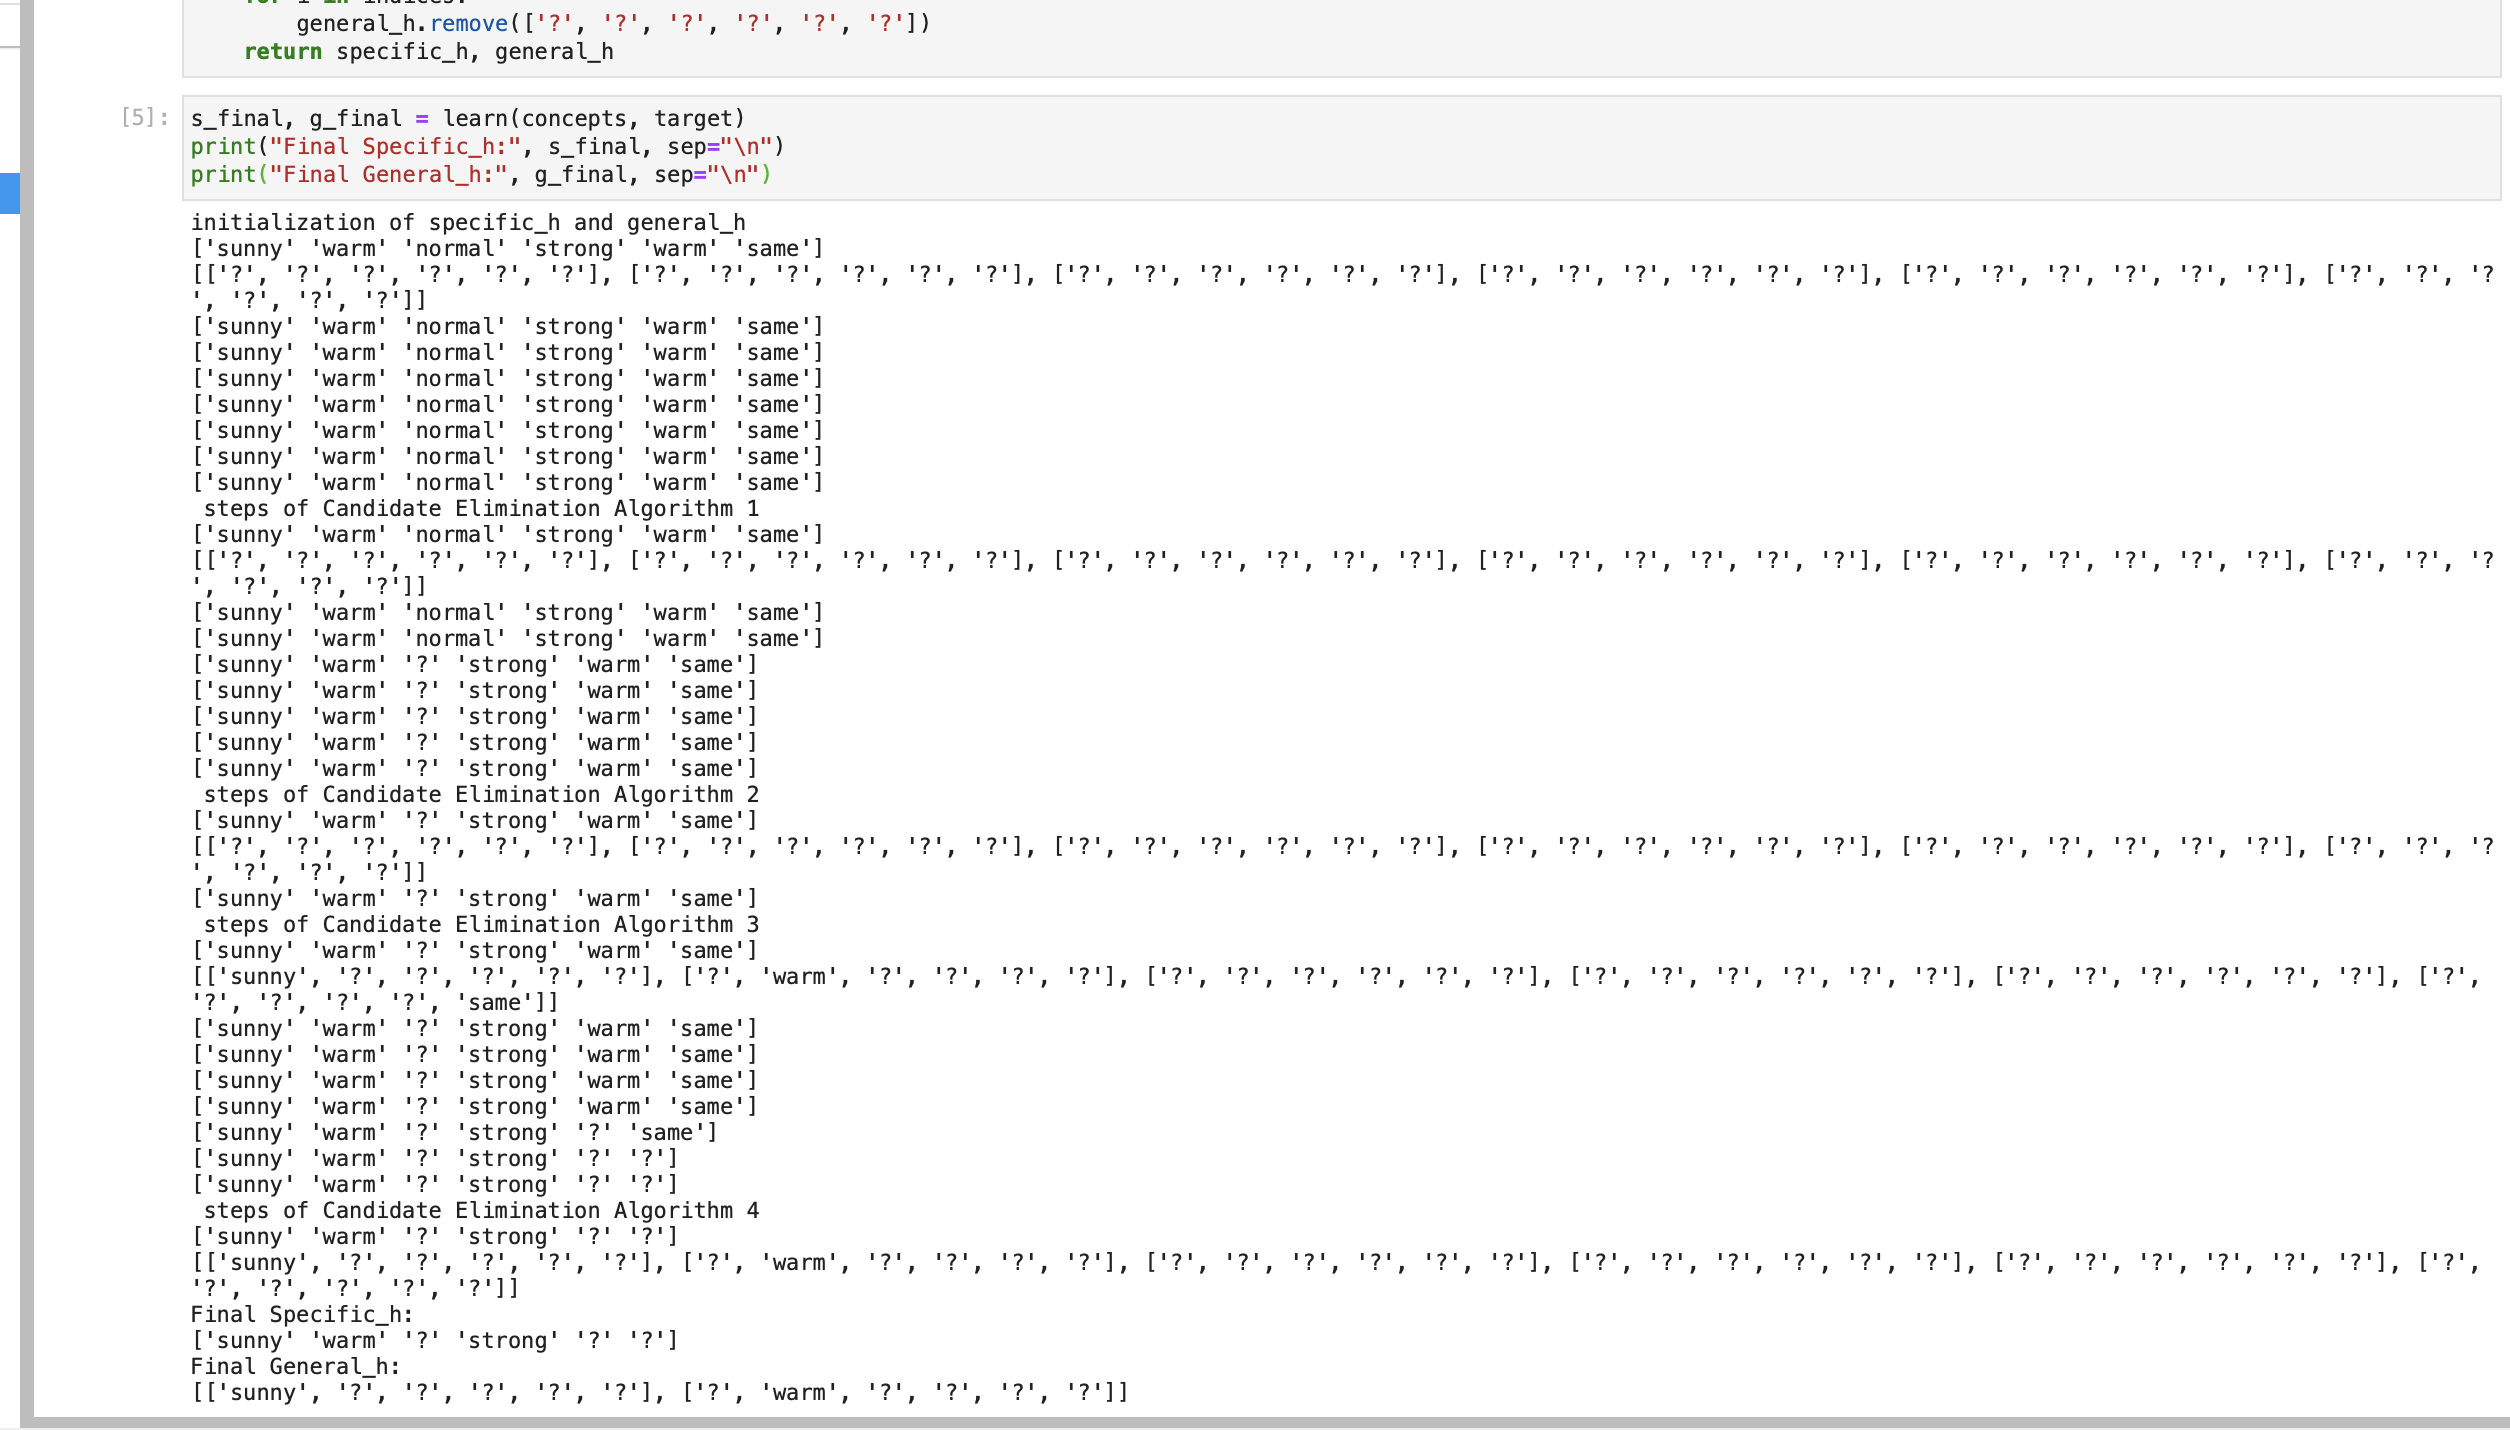 for i in indices:
general_h.remove(['?', '?', '?', '?', '?', '?'])
return specific_h, general_h
[5]: s_final, g_final = learn(concepts, target)
print("Final Specific_h:", s_final, sep="\n")
print("Final General_h:", g_final, sep="\n")
initialization of specific_h and general_h
['sunny' 'warm' 'normal' 'strong' 'warm' 'same']
[['?', '?', '?', '?', '?', '?'], ['?', '?', '?', '?', '?', '?'], ['?', '?', '?', '?', '?', '?'], ['?', '?', '?', '?', '?', '?'], ['?', '?', '?', '?', '?', '?'], ['?', '?', '?
', '?', '?', '?']]
['sunny' 'warm' 'normal' 'strong' 'warm' 'same']
['sunny' 'warm' 'normal' 'strong' 'warm' 'same']
['sunny' 'warm' 'normal' 'strong' 'warm' 'same']
['sunny' 'warm' 'normal' 'strong' 'warm' 'same']
['sunny' 'warm' 'normal' 'strong' 'warm' 'same']
['sunny' 'warm' 'normal' 'strong' 'warm' 'same']
['sunny' 'warm' 'normal' 'strong' 'warm' 'same']
steps of Candidate Elimination Algorithm 1
['sunny' 'warm' 'normal' 'strong' 'warm' 'same']
[['?', '?', '?', '?', '?', '?'], ['?', '?', '?', '?', '?', '?'], ['?', '?', '?', '?', '?', '?'], ['?', '?', '?', '?', '?', '?'], ['?', '?', '?', '?', '?', '?'], ['?', '?', '?
', '?', '?', '?']]
['sunny' 'warm' 'normal' 'strong' 'warm' 'same']
['sunny' 'warm' 'normal' 'strong' 'warm' 'same']
['sunny' 'warm' '?' 'strong' 'warm' 'same']
['sunny' 'warm' '?' 'strong' 'warm' 'same']
['sunny' 'warm' '?' 'strong' 'warm' 'same']
['sunny' 'warm' '?' 'strong' 'warm' 'same']
['sunny' 'warm' '?' 'strong' 'warm' 'same']
steps of Candidate Elimination Algorithm 2
['sunny' 'warm' '?' 'strong' 'warm' 'same']
[['?', '?', '?', '?', '?', '?'], ['?', '?', '?', '?', '?', '?'], ['?', '?', '?', '?', '?', '?'], ['?', '?', '?', '?', '?', '?'], ['?', '?', '?', '?', '?', '?'], ['?', '?', '?
', '?', '?', '?']]
['sunny' 'warm' '?' 'strong' 'warm' 'same']
steps of Candidate Elimination Algorithm 3
['sunny' 'warm' '?' 'strong' 'warm' 'same']
[['sunny', '?', '?', '?', '?', '?'], ['?', 'warm', '?', '?', '?', '?'], ['?', '?', '?', '?', '?', '?'], ['?', '?', '?', '?', '?', '?'], ['?', '?', '?', '?', '?', '?'], ['?',
'?', '?', '?', '?', 'same']]
['sunny' 'warm' '?' 'strong' 'warm' 'same']
['sunny' 'warm' '?' 'strong' 'warm' 'same']
['sunny' 'warm' '?' 'strong' 'warm' 'same']
['sunny' 'warm' '?' 'strong' 'warm' 'same']
['sunny' 'warm' '?' 'strong' '?' 'same']
['sunny' 'warm' '?' 'strong' '?' '?']
['sunny' 'warm' '?' 'strong' '?' '?']
steps of Candidate Elimination Algorithm 4
['sunny' 'warm' '?' 'strong' '?' '?']
[['sunny', '?', '?', '?', '?', '?'], ['?', 'warm', '?', '?', '?', '?'], ['?', '?', '?', '?', '?', '?'], ['?', '?', '?', '?', '?', '?'], ['?', '?', '?', '?', '?', '?'], ['?',
'?', '?', '?', '?', '?']]
Final Specific_h:
['sunny' 'warm' '?' 'strong' '?' '?']
Final General_h:
[['sunny', '?', '?', '?', '?', '?'], ['?', 'warm', '?', '?', '?', '?']]